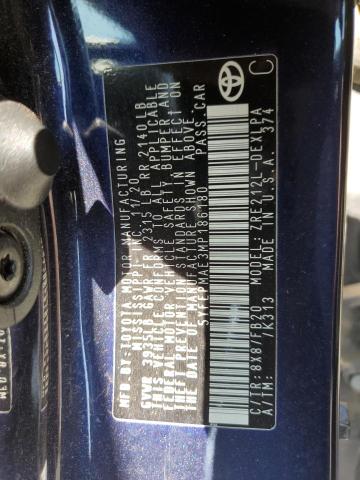 MFD BY: TOYOTA MOTOR MANUFACTURING
MISSISSIPPI, INC. 11/20
GVWR 3935LB GAWR FR 2315 LB RR 2140LB
THIS VEHICLE CONFORMS TO ALL APPLICABLE
FEDERAL MOTOR VEHICLE SAFETY, BUMPER, AND
THEFT PREVENTION STANDARDS IN EFFECT ON
THE DATE OF MANUFACTURE SHOWN ABOVE.
5YFEPMAE3MP186180 PASS.CAR
C/TR:8X8/FB20 MODEL:ZRE212L-DEXLPA
A/TM: /K313 MADE IN U.S.A. 374
C